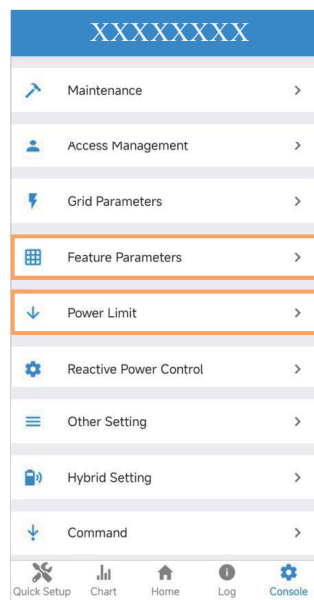 XXXXXXXX
Maintenance
Access Management
Grid Parameters
Feature Parameters
Power Limit
Reactive Power Control
Other Setting
Hybrid Setting
Command
Quick Setup Chart Home Log Console